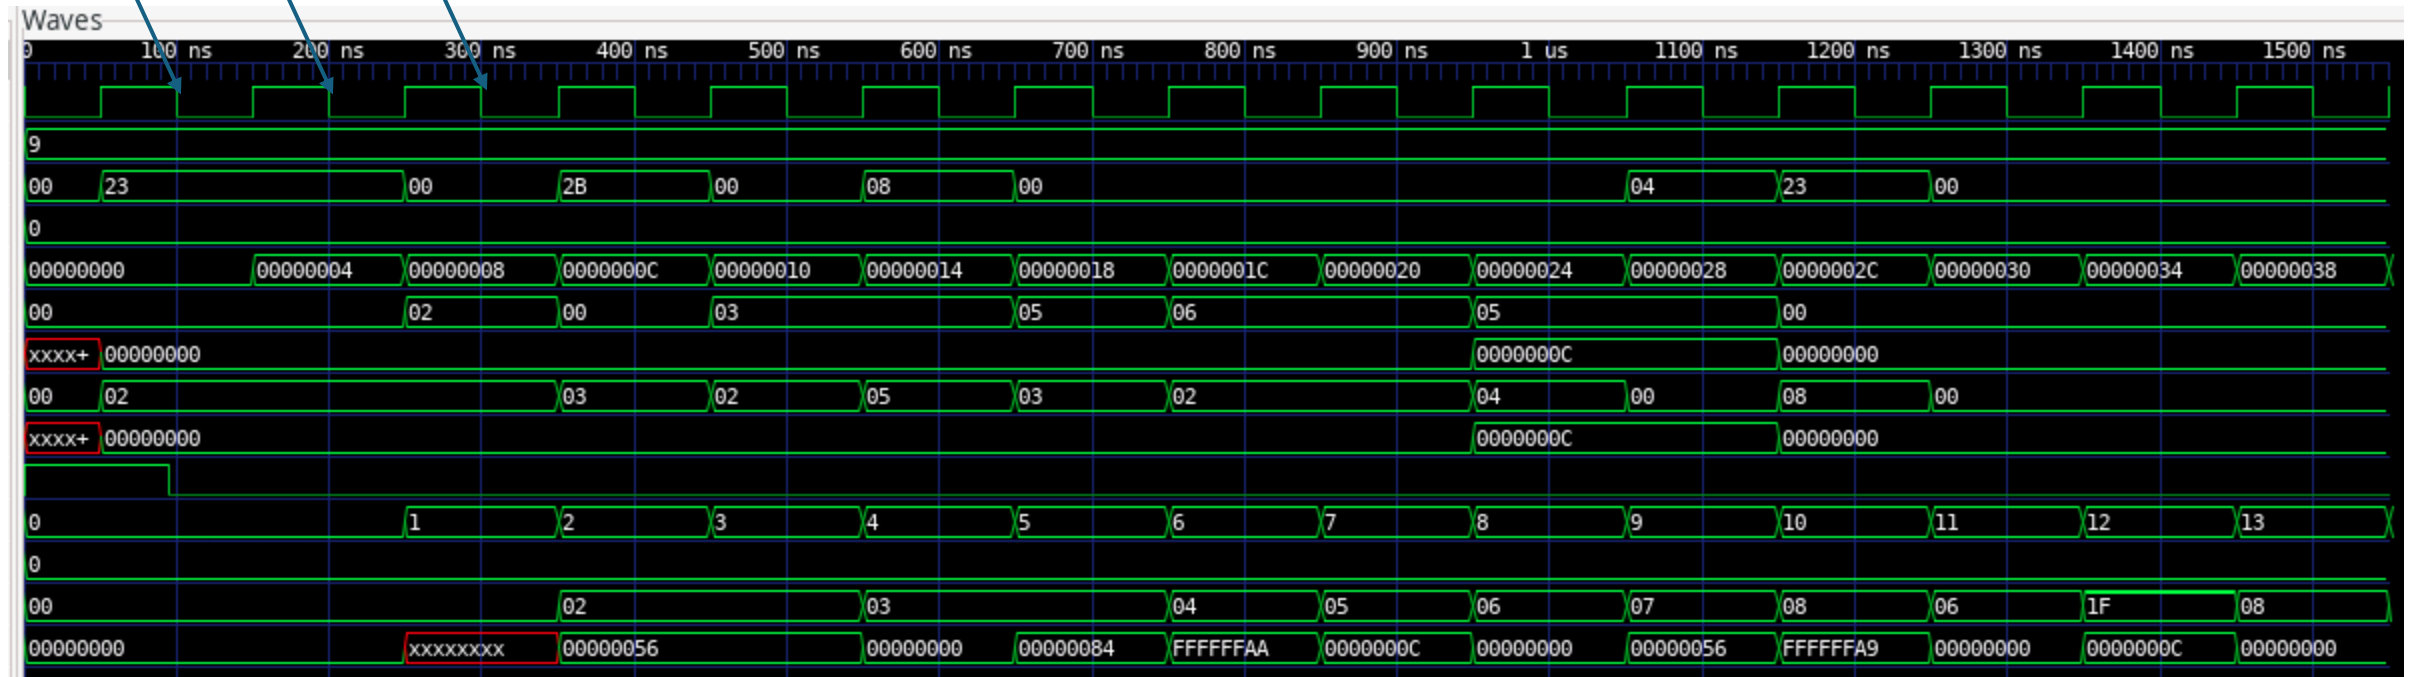 Waves
0 100 ns 200 ns 300 ns 400 ns 500 ns 600 ns 700 ns 800 ns 900 ns 1 us 1100 ns 1200 ns 1300 ns 1400 ns 1500 ns
9
00 23 00 2B 00 08 00 04 23 00
0
00000000 00000004 00000008 0000000C 00000010 00000014 00000018 0000001C 00000020 00000024 00000028 0000002C 00000030 00000034 00000038
00 02 00 03 05 06 05 00
xxxx+ 00000000 0000000C 00000000
00 02 03 02 05 03 02 04 00 08 00
xxxx+ 00000000 0000000C 00000000
0 1 2 3 4 5 6 7 8 9 10 11 12 13
0
00 02 03 04 05 06 07 08 06 1F 08
00000000 xxxxxxxx 00000056 00000000 00000084 FFFFFFAA 0000000C 00000000 00000056 FFFFFFA9 00000000 0000000C 00000000